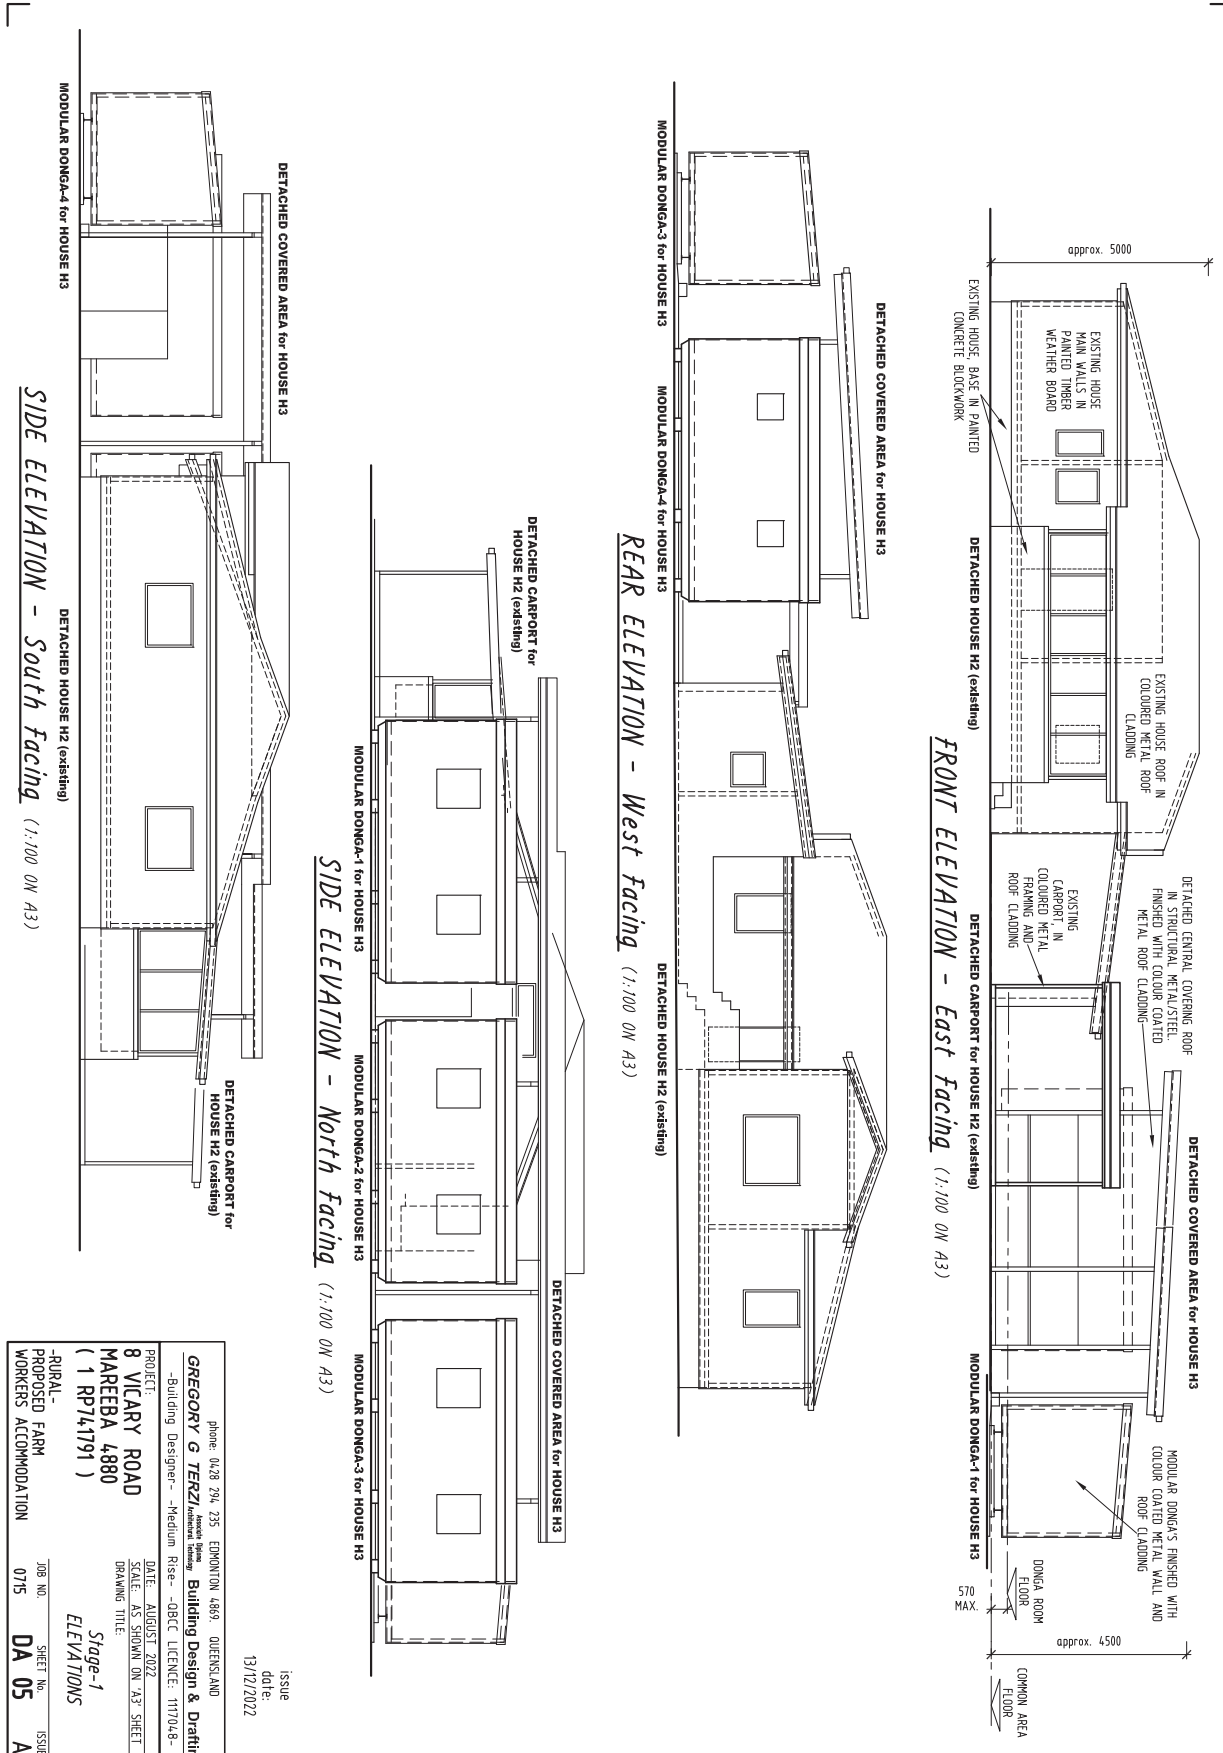 approx. 5000
EXISTING HOUSE
MAIN WALLS IN
PAINTED TIMBER
WEATHER BOARD
EXISTING HOUSE, BASE IN PAINTED
CONCRETE BLOCKWORK
DETACHED HOUSE H2 (existing)
EXISTING HOUSE ROOF IN
COLOURED METAL ROOF
CLADDING
EXISTING
CARPORT, IN
COLOURED METAL
FRAMING AND
ROOF CLADDING
DETACHED CENTRAL COVERING ROOF
IN STRUCTURAL METAL/STEEL.
FINISHED WITH COLOUR COATED
METAL ROOF CLADDING
DETACHED CARPORT for HOUSE H2 (existing)
DETACHED COVERED AREA for HOUSE H3
MODULAR DONGA-1 for HOUSE H3
MODULAR DONGA'S FINISHED WITH
COLOUR COATED METAL WALL AND
ROOF CLADDING
DONGA ROOM
FLOOR
570
MAX.
approx. 4500
COMMON AREA
FLOOR
FRONT ELEVATION - East Facing (1:100 ON A3)
MODULAR DONGA-3 for HOUSE H3
DETACHED COVERED AREA for HOUSE H3
MODULAR DONGA-4 for HOUSE H3
DETACHED HOUSE H2 (existing)
REAR ELEVATION - West Facing (1:100 ON A3)
DETACHED CARPORT for
HOUSE H2 (existing)
MODULAR DONGA-1 for HOUSE H3
MODULAR DONGA-2 for HOUSE H3
DETACHED COVERED AREA for HOUSE H3
MODULAR DONGA-3 for HOUSE H3
SIDE ELEVATION - North Facing (1:100 ON A3)
DETACHED COVERED AREA for HOUSE H3
MODULAR DONGA-4 for HOUSE H3
DETACHED HOUSE H2 (existing)
DETACHED CARPORT for
HOUSE H2 (existing)
SIDE ELEVATION - South Facing (1:100 ON A3)
issue
date:
13/12/2022
phone: 0428 294 235 EDMONTON 4869. QUEENSLAND
GREGORY G TERZI Associate Diploma Architectural Technology Building Design & Draftin
-Building Designer- -Medium Rise- -QBCC LICENCE: 1117048-
PROJECT:
8 VICARY ROAD
MAREEBA 4880
( 1 RP741791 )
-RURAL-
PROPOSED FARM
WORKERS ACCOMMODATION
DATE: AUGUST 2022
SCALE: AS SHOWN ON 'A3' SHEET
DRAWING TITLE:
Stage-1
ELEVATIONS
JOB NO. SHEET No. ISSUE
0715 DA 05 A